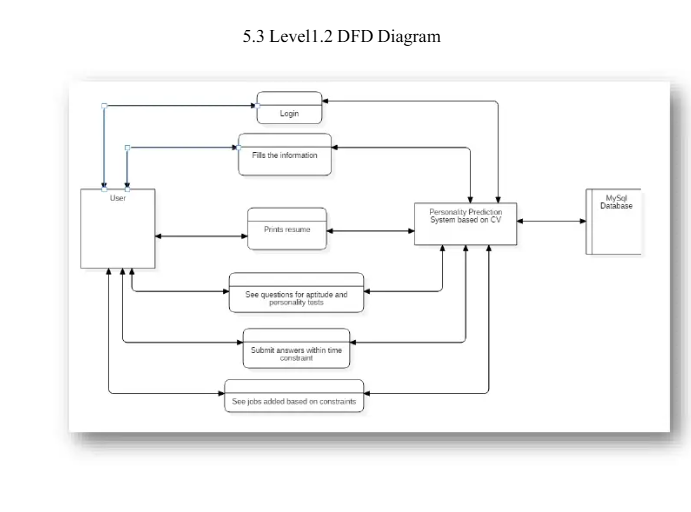 5.3 Level1.2 DFD Diagram
Login
Fills the information
User
Personality Prediction
System based on CV
MySql
Database
Prints resume
See questions for aptitude and
personality tests
Submit answers within time
constraint
See jobs added based on constraints